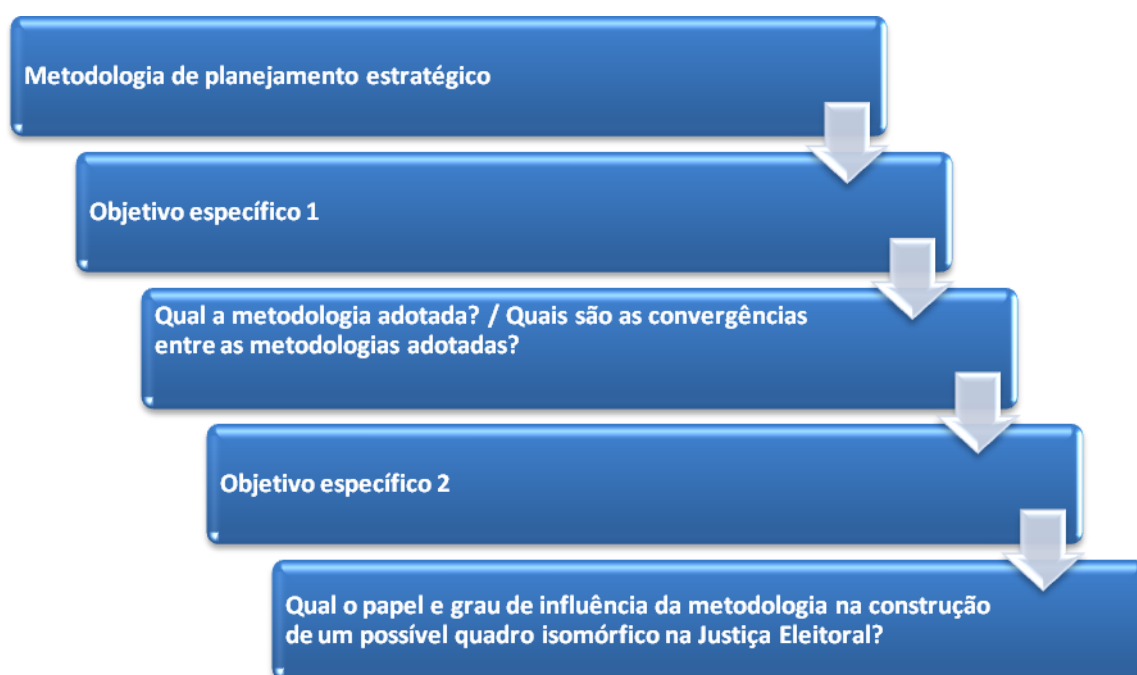 Metodologia de planejamento estratégico
Objetivo específico 1
Qual a metodologia adotada? / Quais são as convergências
entre as metodologias adotadas?
Objetivo específico 2
Qual o papel e grau de influência da metodologia na construção
de um possível quadro isomórfico na Justiça Eleitoral?